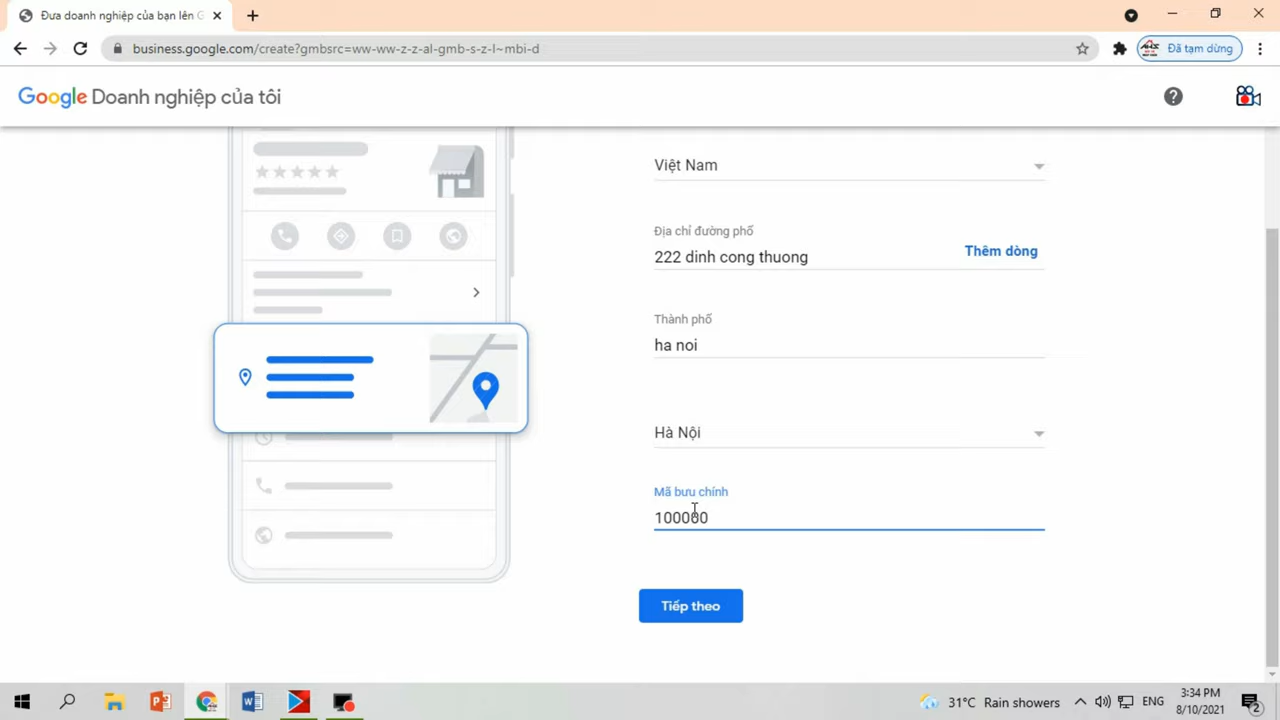 Đưa doanh nghiệp của bạn lên G
business.google.com/create?gmbsrc=ww-ww-z-z-al-gmb-s-z-l~mbi-d
Đã tạm dừng
Google Doanh nghiệp của tôi
Việt Nam
Địa chỉ đường phố
222 dinh cong thuong
Thêm dòng
Thành phố
ha noi
Hà Nội
Mã bưu chính
100000
Tiếp theo
31°C Rain showers
ENG
3:34 PM
8/10/2021
2